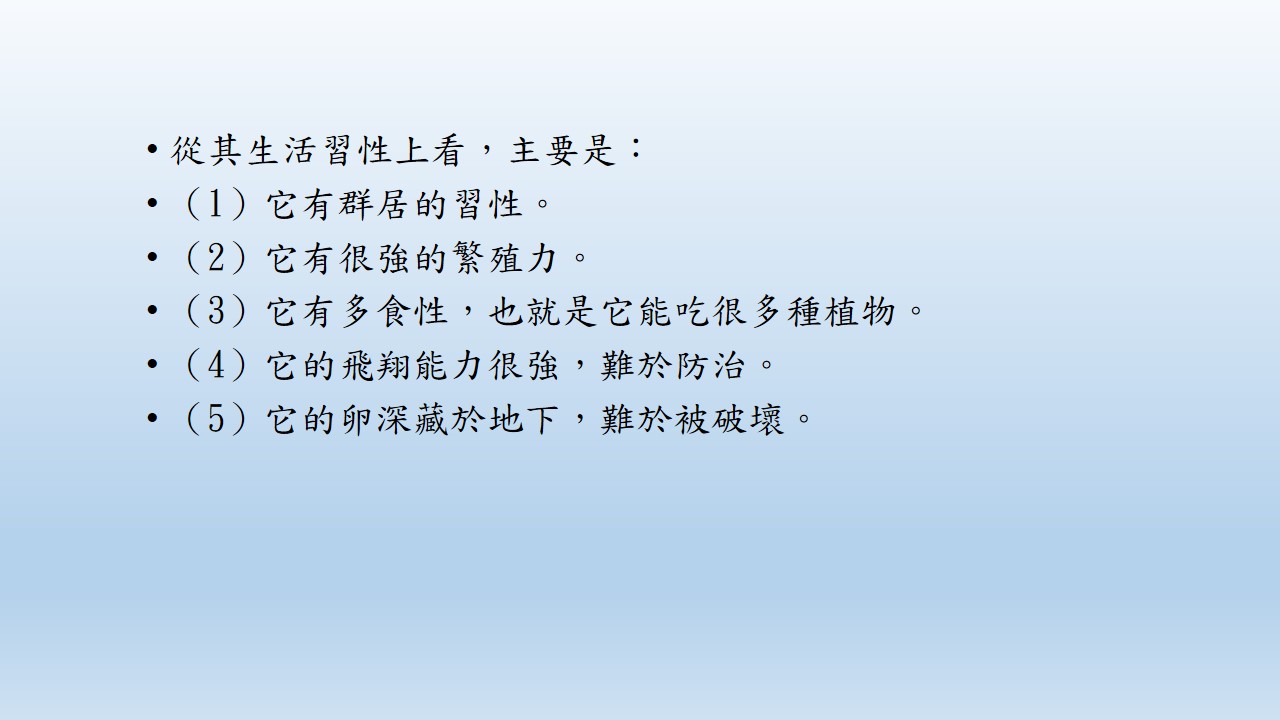 • 從其生活習性上看，主要是：
• （1）它有群居的習性。
• （2）它有很強的繁殖力。
• （3）它有多食性，也就是它能吃很多種植物。
• （4）它的飛翔能力很強，難於防治。
• （5）它的卵深藏於地下，難於被破壞。